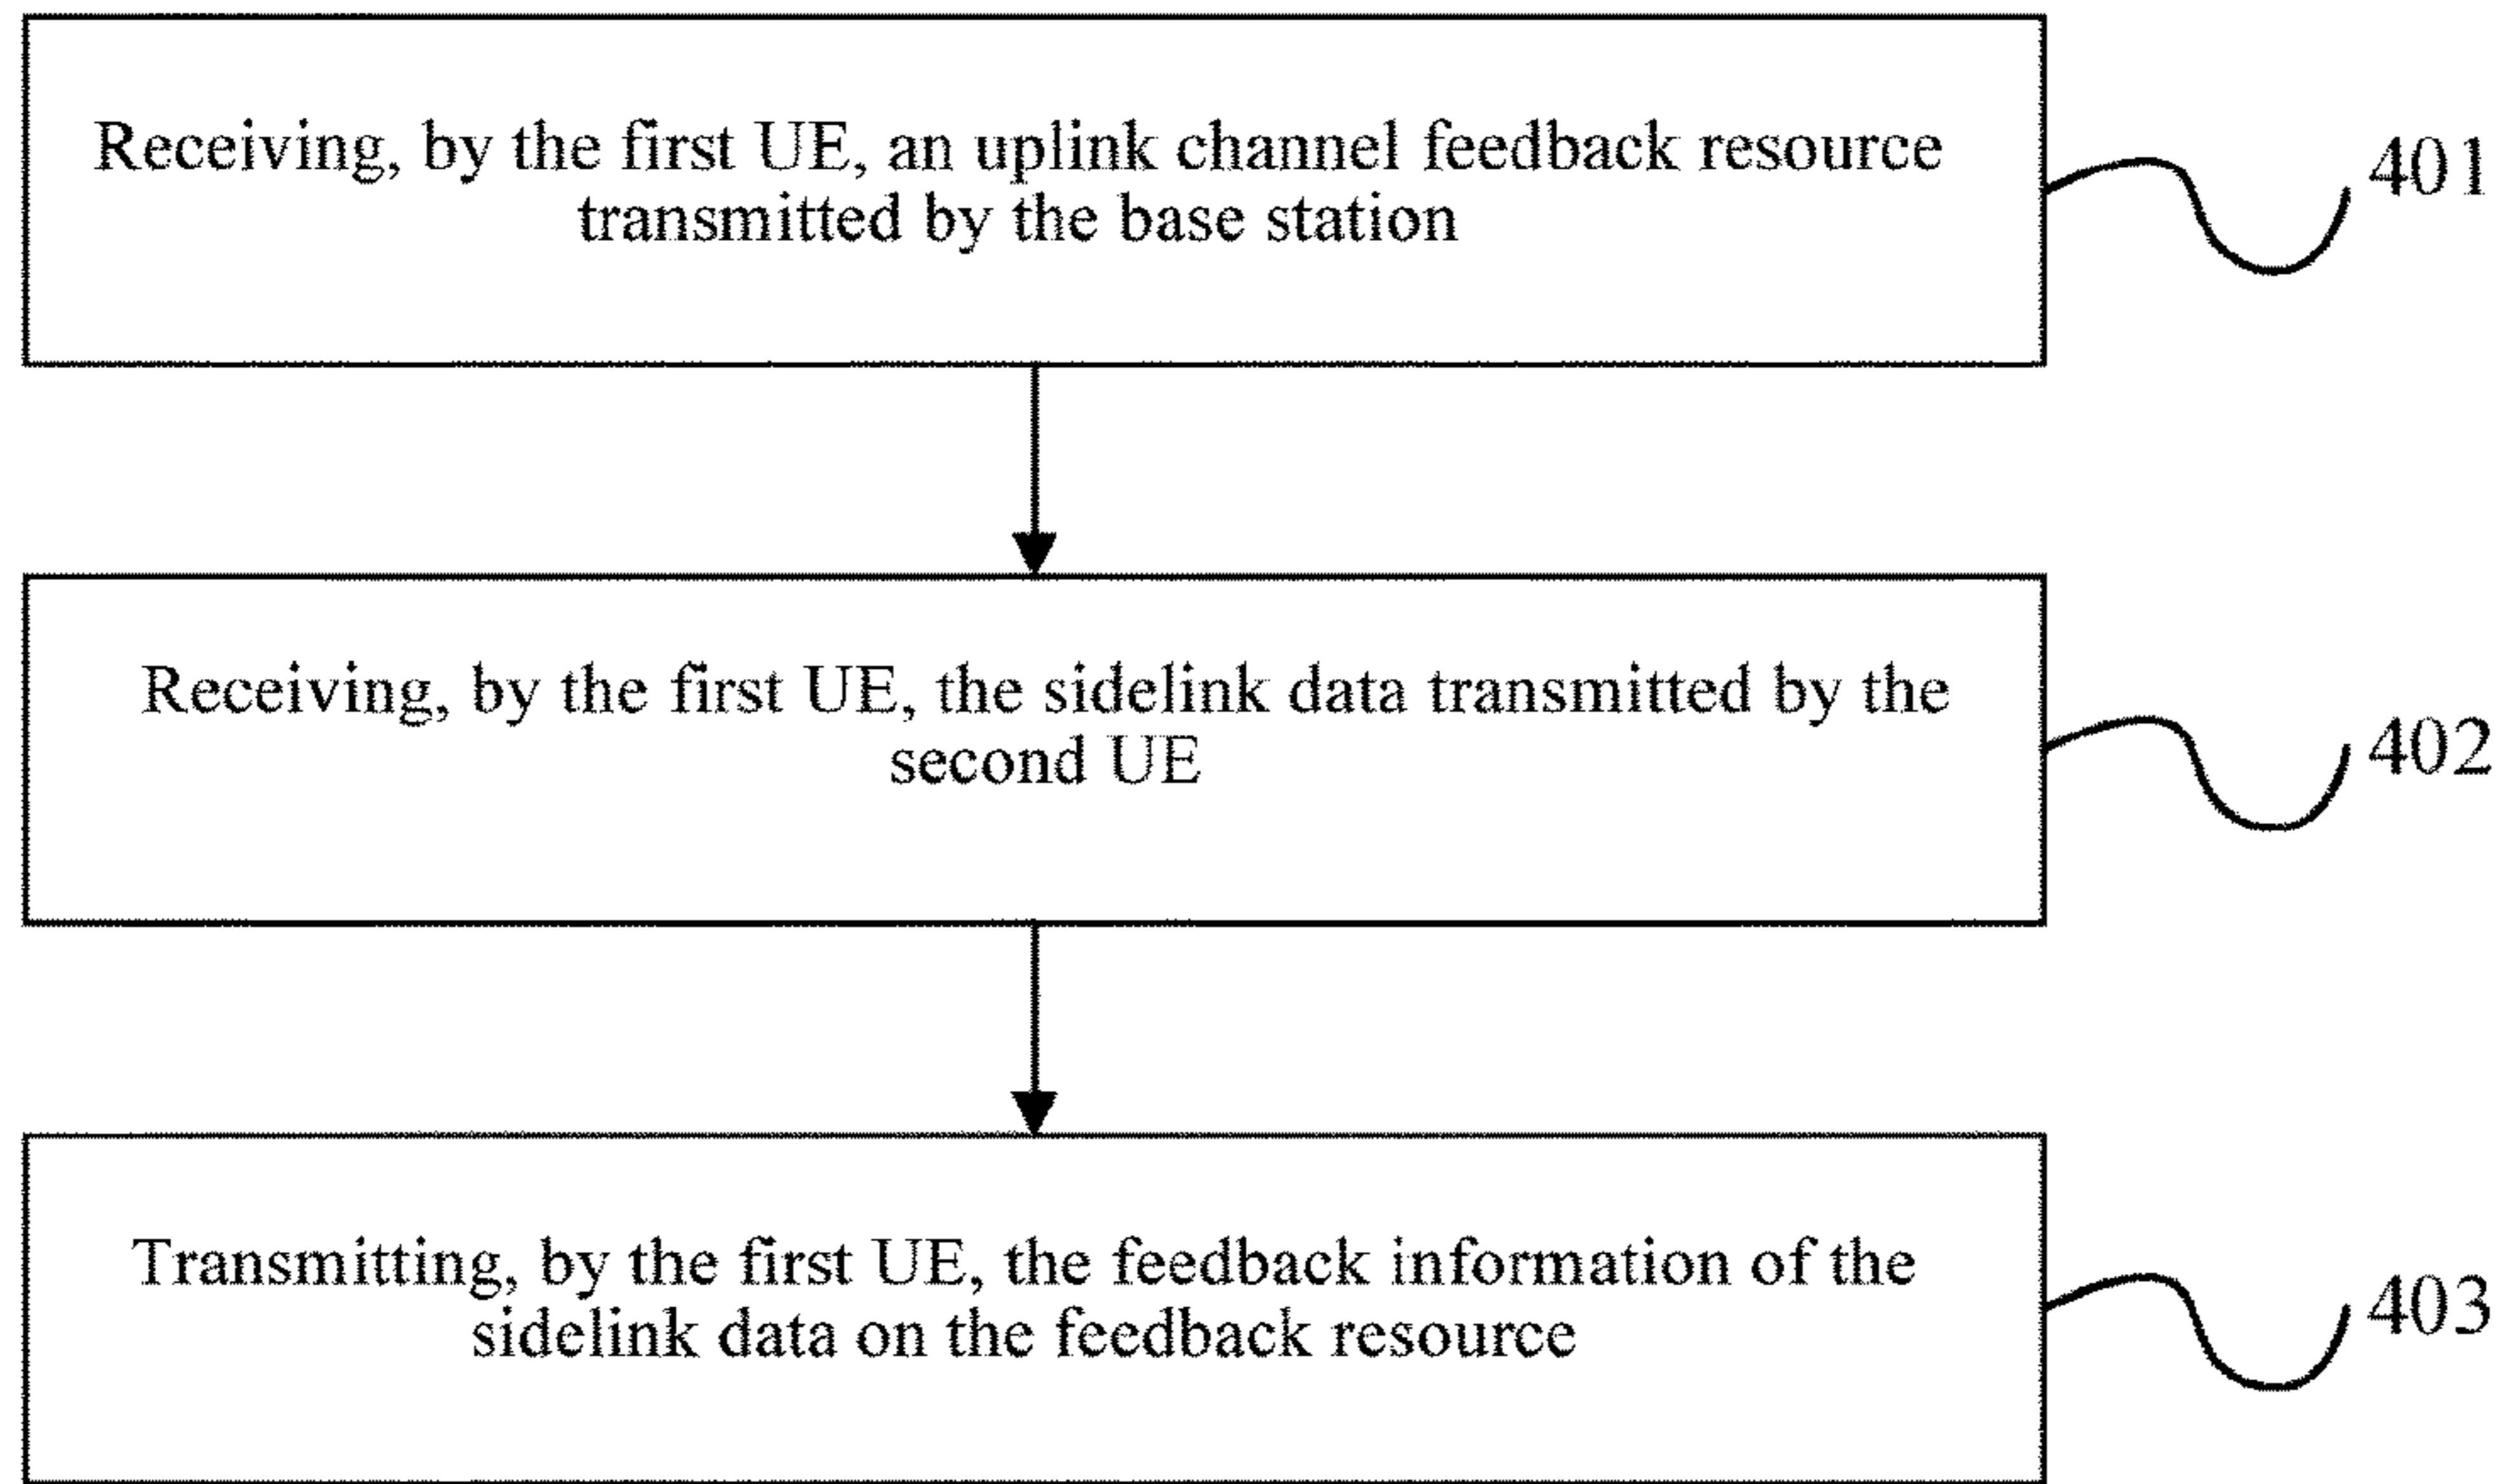 Receiving, by the first UE, an uplink channel feedback resource
transmitted by the base station
401
Receiving, by the first UE, the sidelink data transmitted by the
second UE
402
Transmitting, by the first UE, the feedback information of the
sidelink data on the feedback resource
403